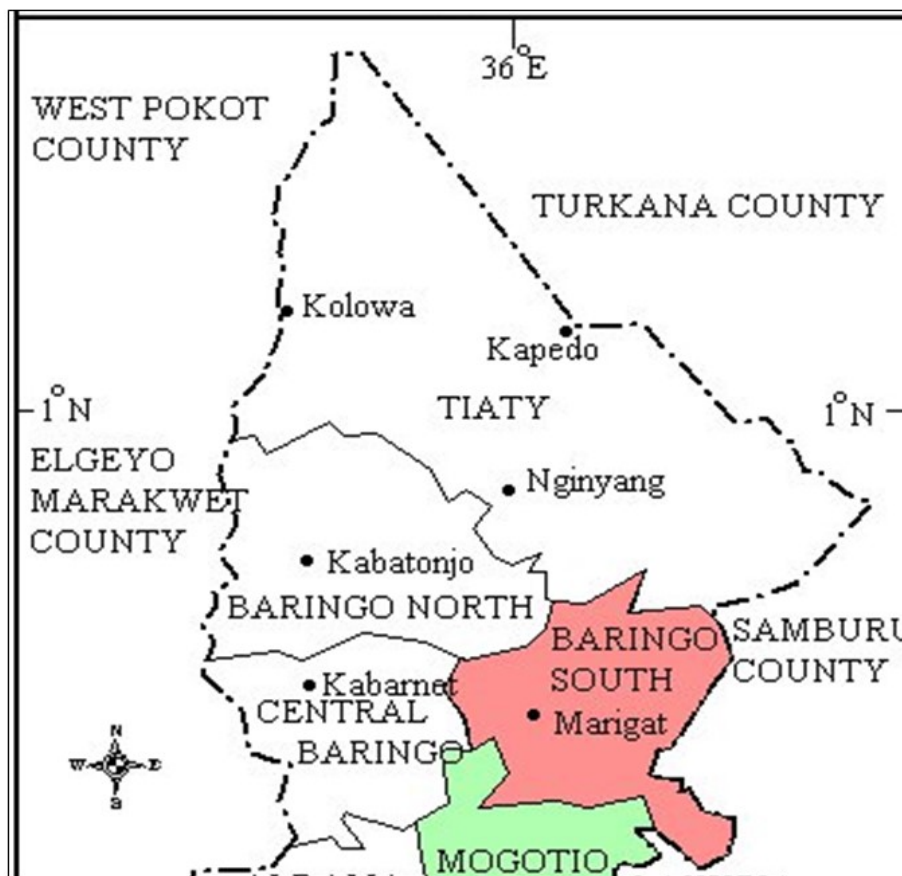 36°E
WEST POKOT
COUNTY
TURKANA COUNTY
Kolowa
Kapedo
1°N
TIATY
1°N
ELGEYO
MARAKWET
COUNTY
Nginyang
Kabatonjo
BARINGO NORTH
BARINGO
SOUTH
SAMBURU
COUNTY
Kabarnet
CENTRAL
BARINGO
Marigat
N
W
E
S
MOGOTIO